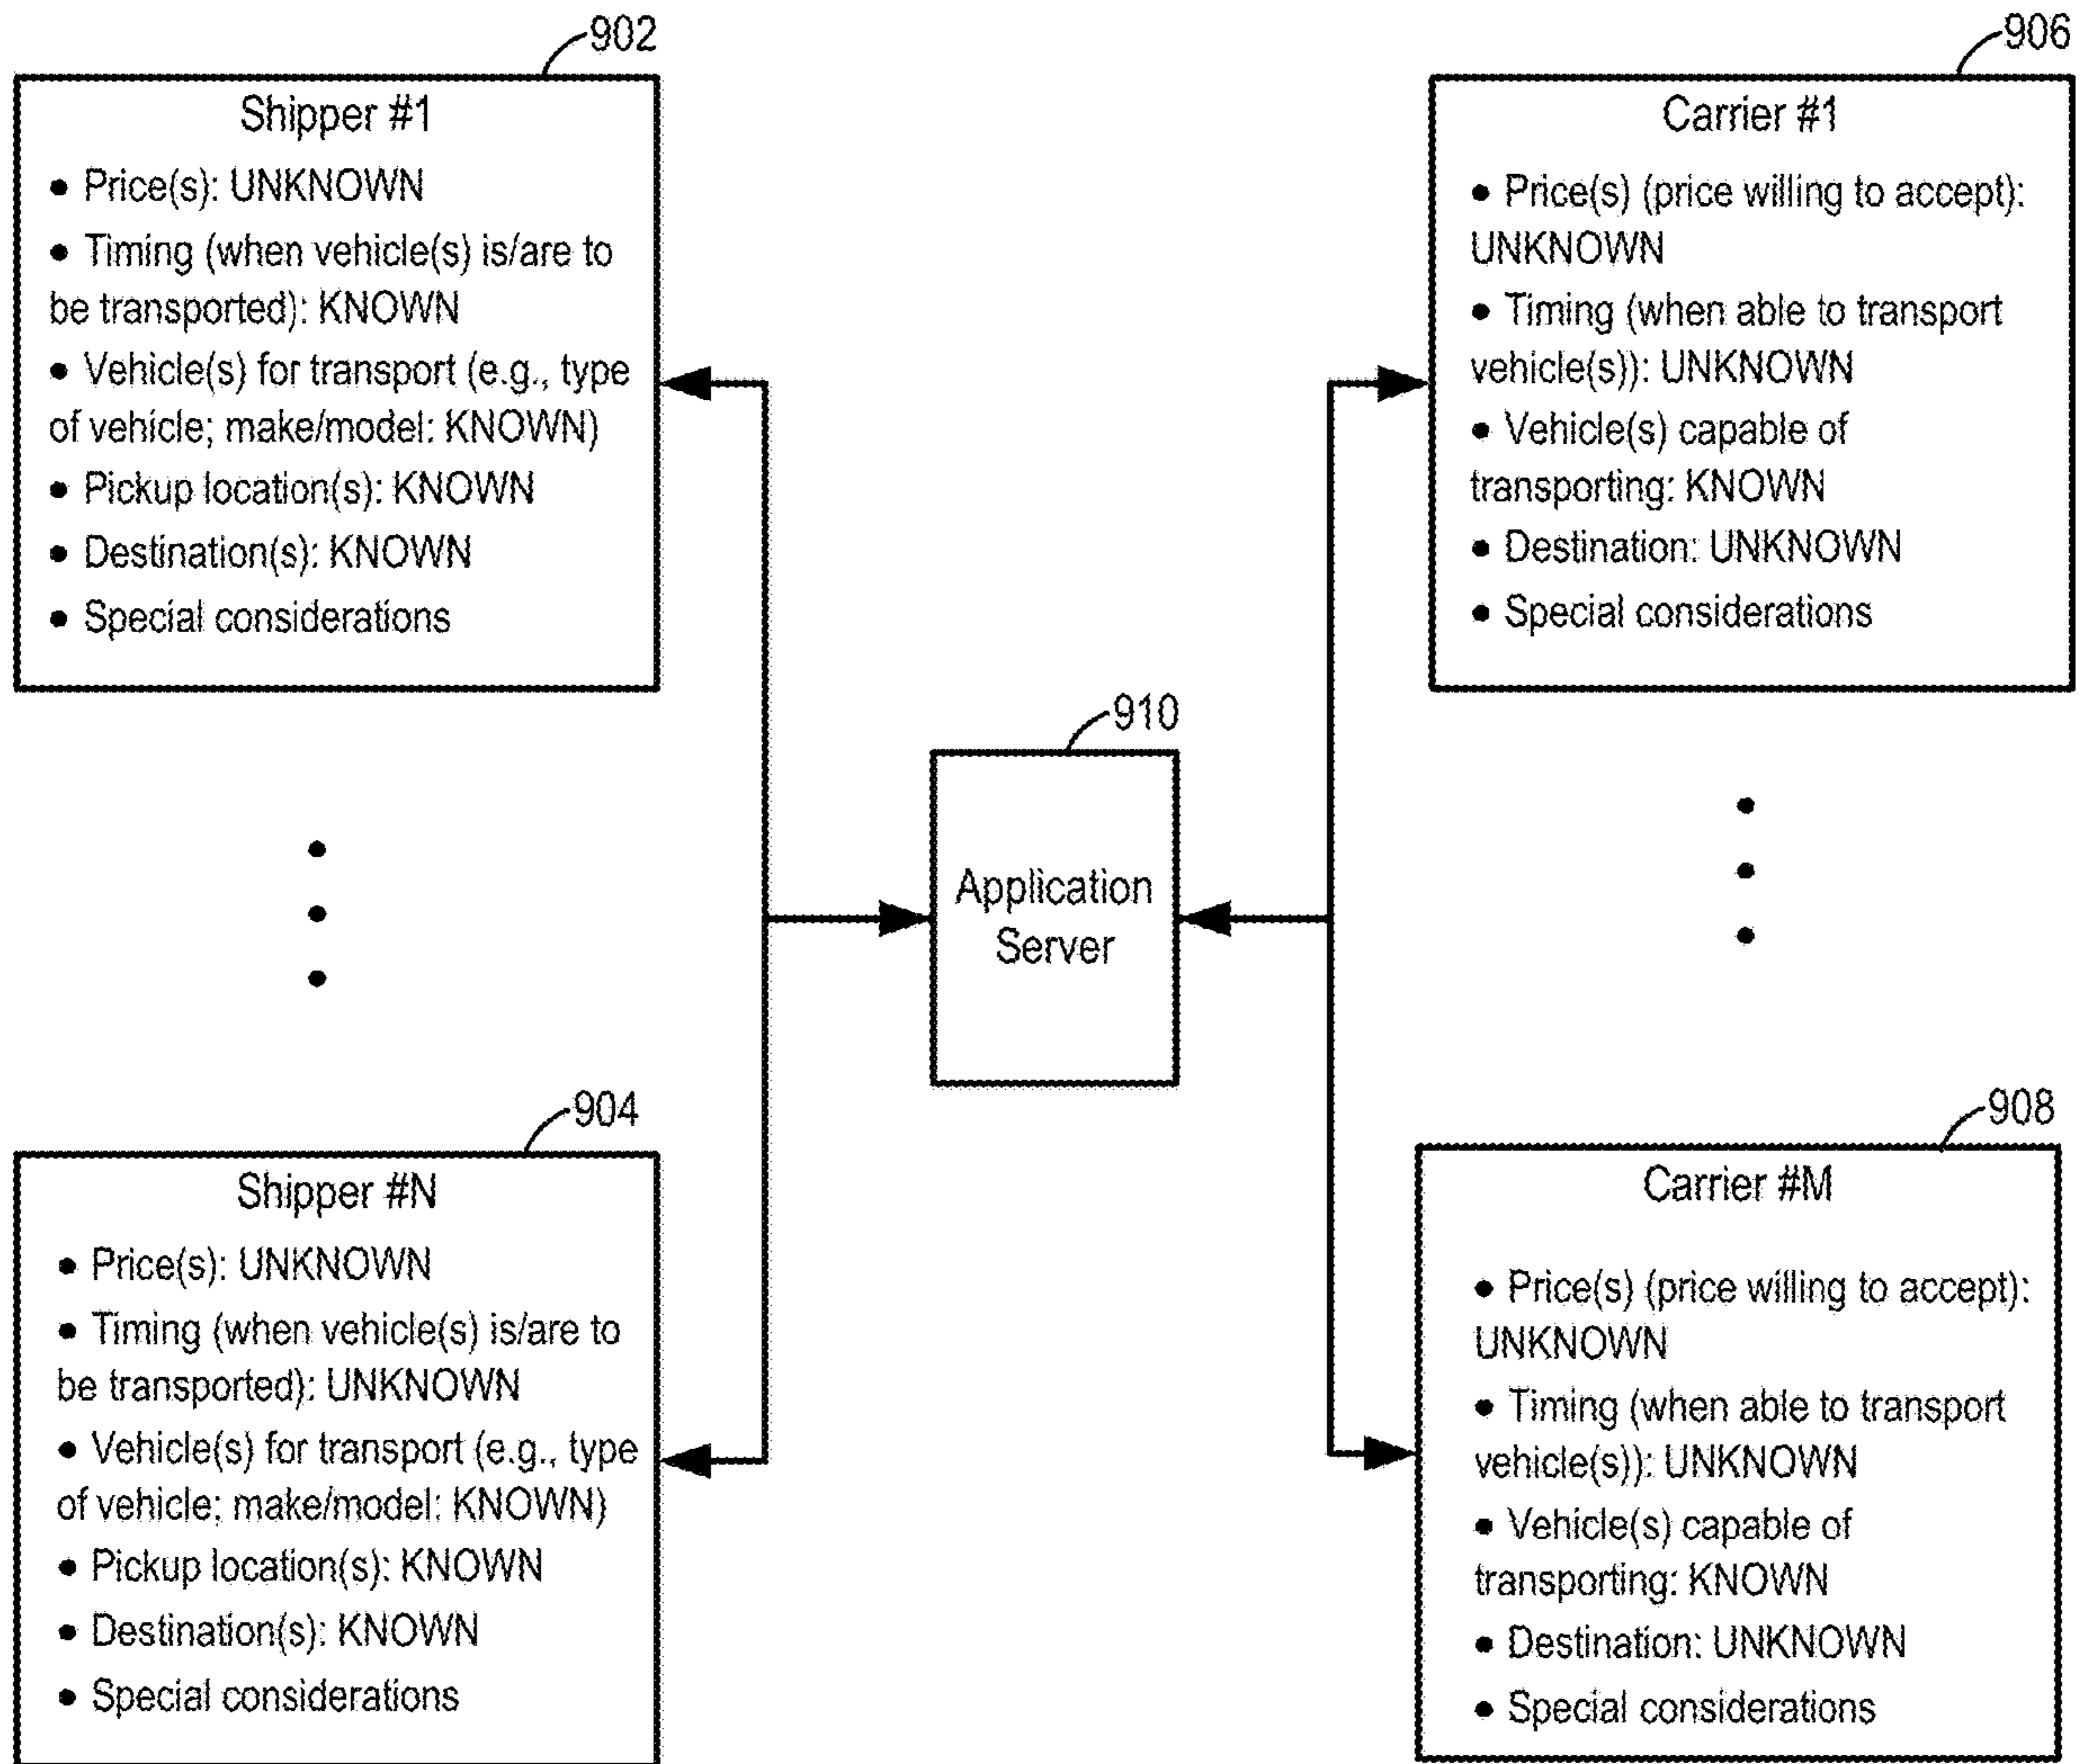 902
Shipper #1
• Price(s): UNKNOWN
• Timing (when vehicle(s) is/are to
be transported): KNOWN
• Vehicle(s) for transport (e.g., type
of vehicle; make/model: KNOWN)
• Pickup location(s): KNOWN
• Destination(s): KNOWN
• Special considerations
906
Carrier #1
• Price(s) (price willing to accept):
UNKNOWN
• Timing (when able to transport
vehicle(s)): UNKNOWN
• Vehicle(s) capable of
transporting: KNOWN
• Destination: UNKNOWN
• Special considerations
910
Application
Server
904
Shipper #N
• Price(s): UNKNOWN
• Timing (when vehicle(s) is/are to
be transported): UNKNOWN
• Vehicle(s) for transport (e.g., type
of vehicle; make/model: KNOWN)
• Pickup location(s): KNOWN
• Destination(s): KNOWN
• Special considerations
908
Carrier #M
• Price(s) (price willing to accept):
UNKNOWN
• Timing (when able to transport
vehicle(s)): UNKNOWN
• Vehicle(s) capable of
transporting: KNOWN
• Destination: UNKNOWN
• Special considerations